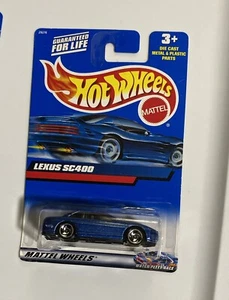 GUARANTEED
FOR LIFE
3+
DIE CAST
METAL & PLASTIC
PARTS
Hot Wheels
MATTEL
LEXUS SC400
MATTEL WHEELS